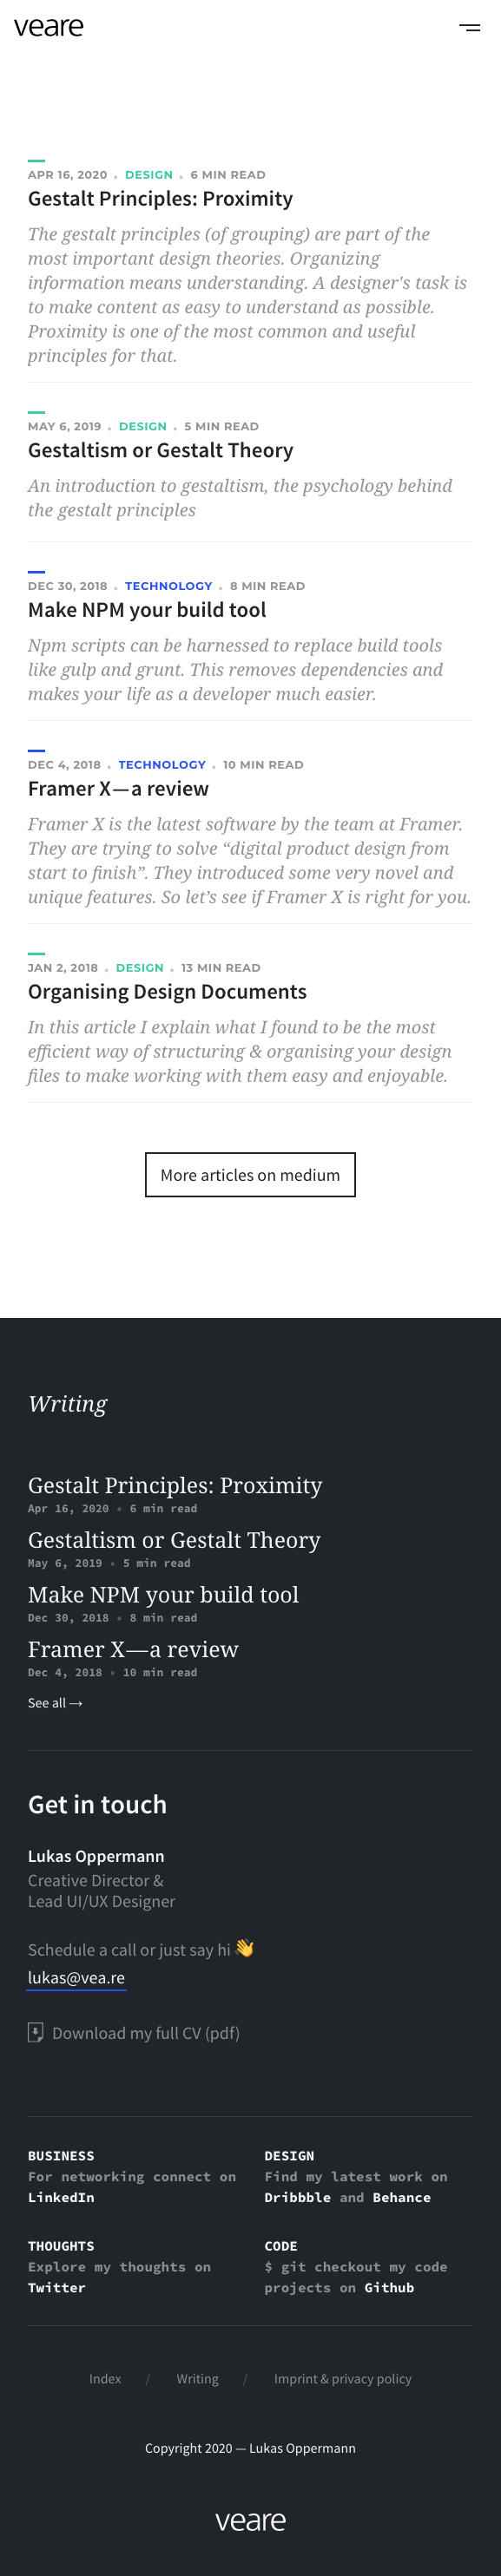 veare
APR 16, 2020 • DESIGN • 6 MIN READ
Gestalt Principles: Proximity
The gestalt principles (of grouping) are part of the
most important design theories. Organizing
information means understanding. A designer's task is
to make content as easy to understand as possible.
Proximity is one of the most common and useful
principles for that.
MAY 6, 2019 • DESIGN • 5 MIN READ
Gestaltism or Gestalt Theory
An introduction to gestaltism, the psychology behind
the gestalt principles
DEC 30, 2018 • TECHNOLOGY • 8 MIN READ
Make NPM your build tool
Npm scripts can be harnessed to replace build tools
like gulp and grunt. This removes dependencies and
makes your life as a developer much easier.
DEC 4, 2018 • TECHNOLOGY • 10 MIN READ
Framer X—a review
Framer X is the latest software by the team at Framer.
They are trying to solve “digital product design from
start to finish”. They introduced some very novel and
unique features. So let’s see if Framer X is right for you.
JAN 2, 2018 • DESIGN • 13 MIN READ
Organising Design Documents
In this article I explain what I found to be the most
efficient way of structuring & organising your design
files to make working with them easy and enjoyable.
More articles on medium
Writing
Gestalt Principles: Proximity
Apr 16, 2020 • 6 min read
Gestaltism or Gestalt Theory
May 6, 2019 • 5 min read
Make NPM your build tool
Dec 30, 2018 • 8 min read
Framer X—a review
Dec 4, 2018 • 10 min read
See all →
Get in touch
Lukas Oppermann
Creative Director &
Lead UI/UX Designer
Schedule a call or just say hi 👋
lukas@vea.re
Download my full CV (pdf)
BUSINESS
For networking connect on
LinkedIn
DESIGN
Find my latest work on
Dribbble and Behance
THOUGHTS
Explore my thoughts on
Twitter
CODE
$ git checkout my code
projects on Github
Index / Writing / Imprint & privacy policy
Copyright 2020 — Lukas Oppermann
veare